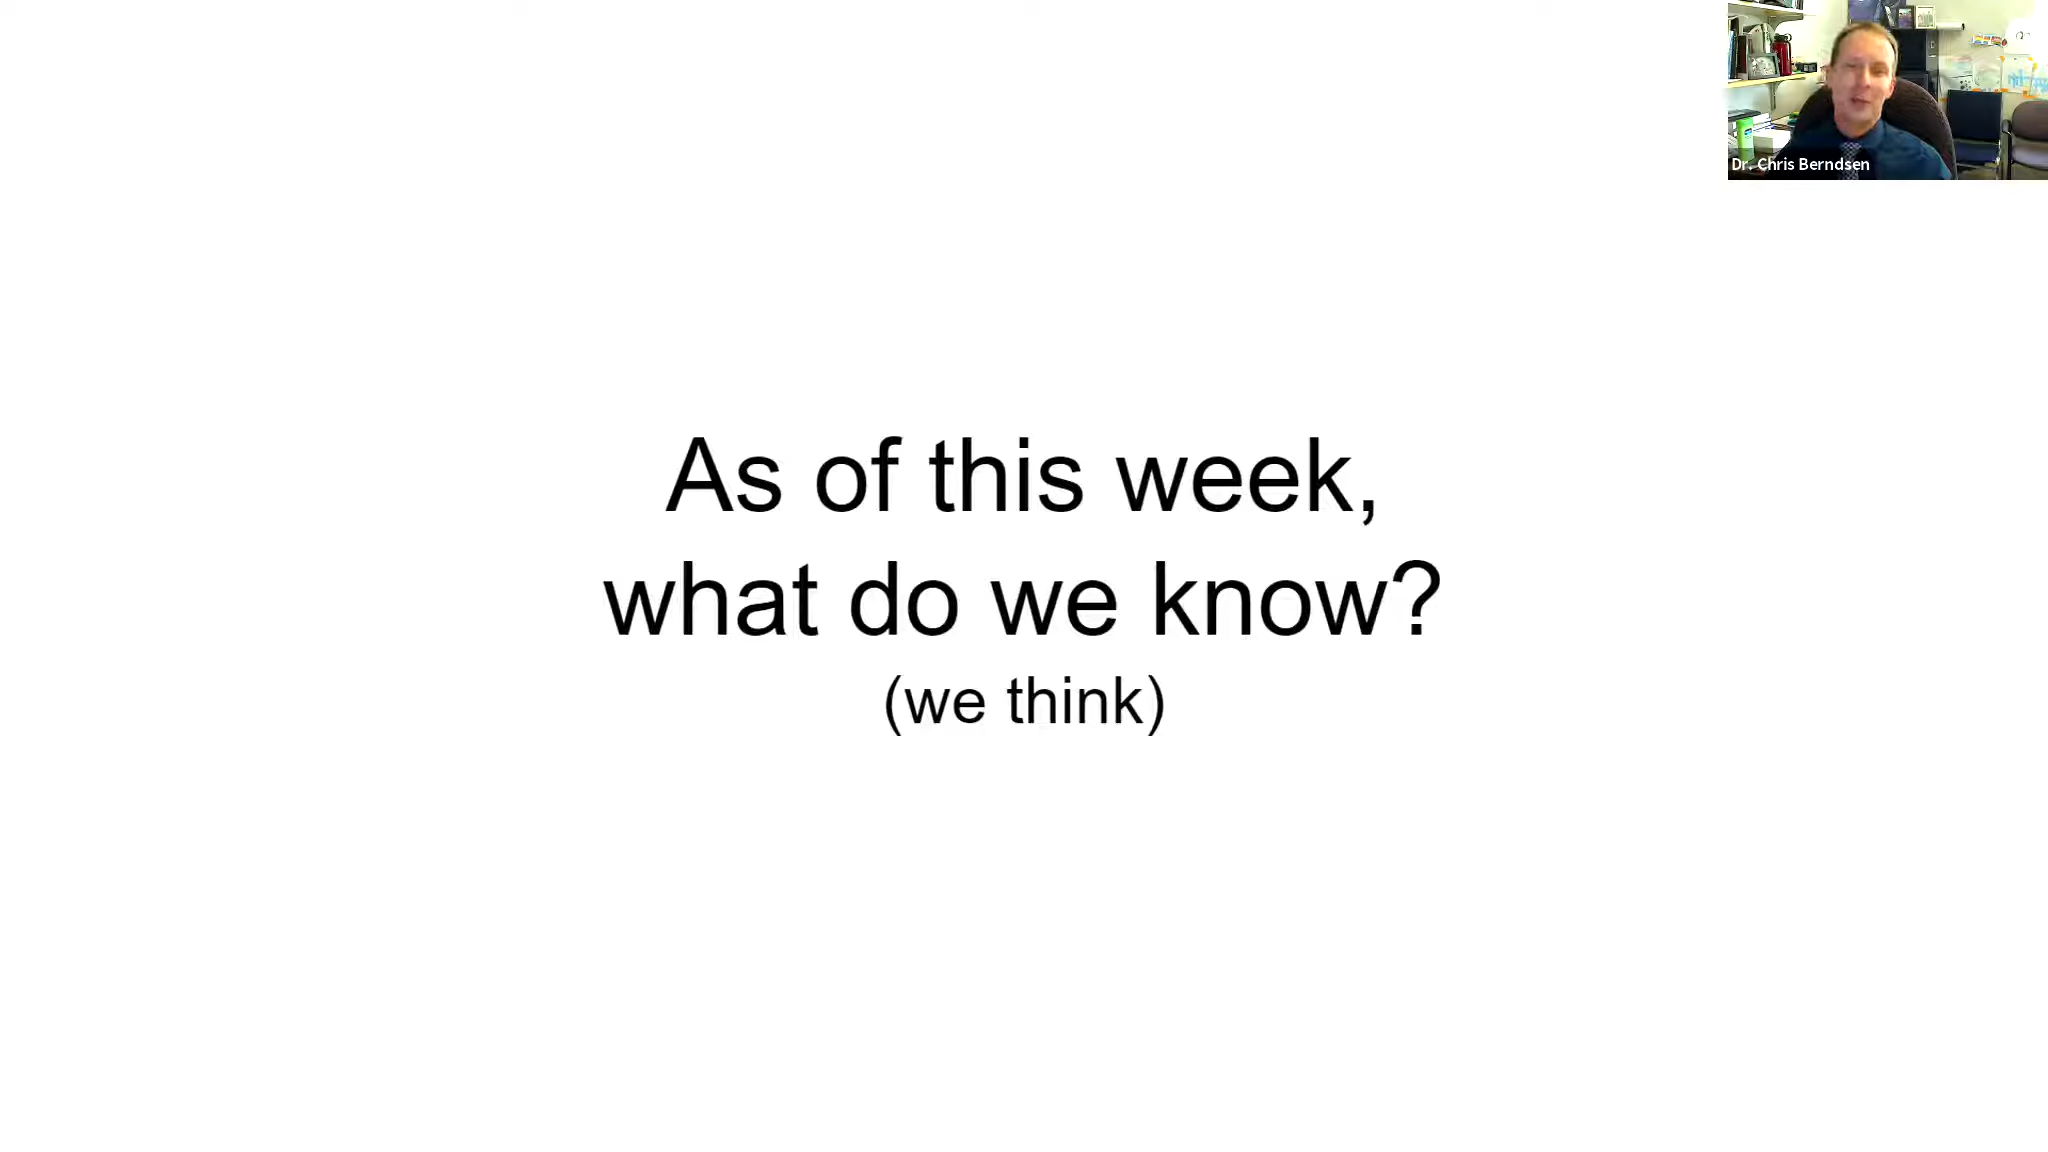 Dr. Chris Berndsen
As of this week,
what do we know?
(we think)